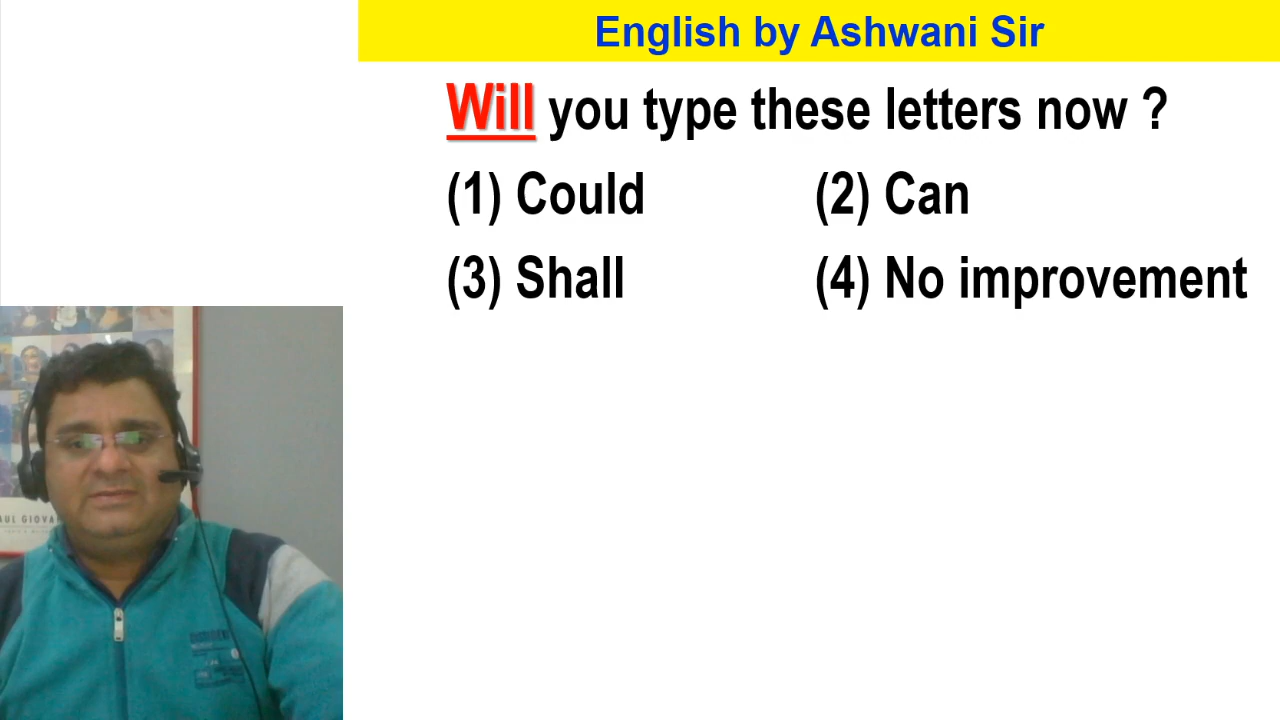 English by Ashwani Sir
Will you type these letters now ?
(1) Could (2) Can
(3) Shall (4) No improvement